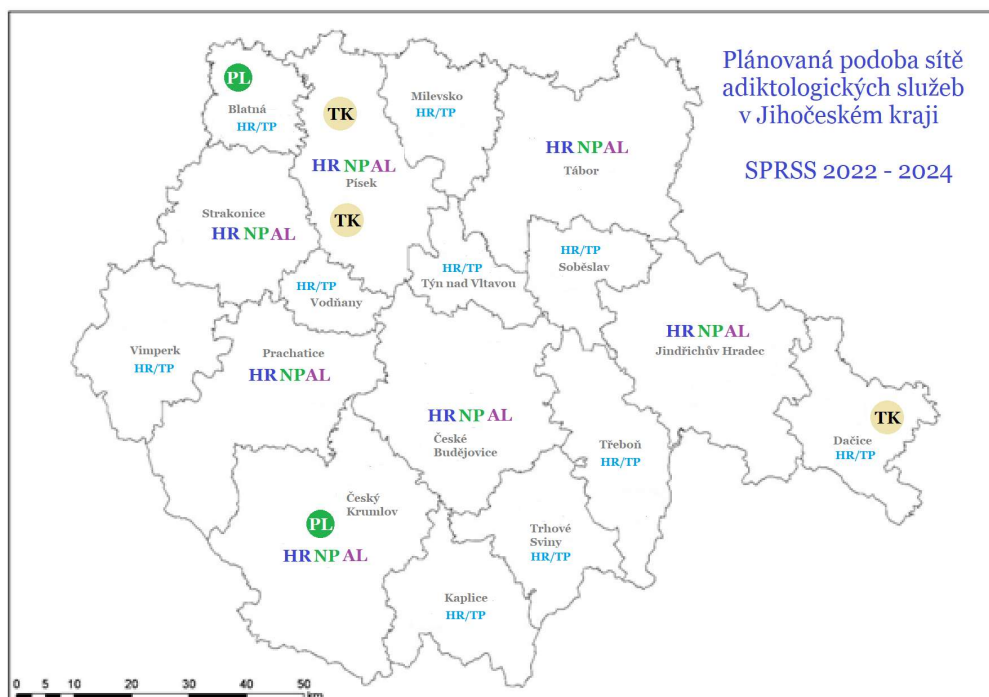 Plánovaná podoba sítě
adiktologických služeb
v Jihočeském kraji
SPRSS 2022 - 2024
PL
Blatná
HR/TP
TK
HR NP AL
Písek
TK
Milevsko
HR/TP
HR NP AL
Tábor
Strakonice
HR NP AL
HR/TP
Vodňany
HR/TP
Týn nad Vltavou
HR/TP
Soběslav
Vimperk
HR/TP
Prachatice
HR NP AL
HR NP AL
Jindřichův Hradec
HR NP AL
České
Budějovice
Třeboň
HR/TP
TK
Dačice
HR/TP
Český
Krumlov
PL
HR NP AL
Trhové
Sviny
HR/TP
Kaplice
HR/TP
0 10 20 30 40 50
km